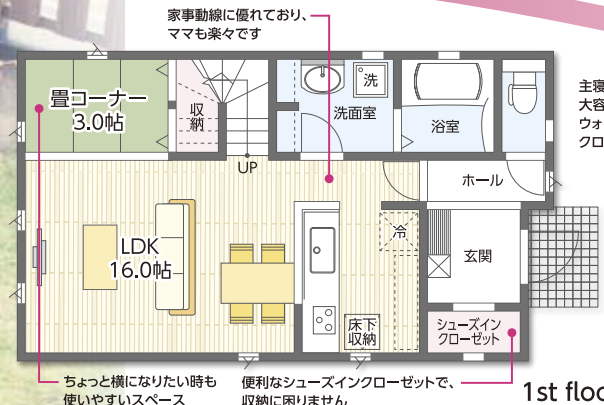 家事動線に優れており、
ママも楽々です
畳コーナー
3.0帖
収
納
洗
洗面室
浴室
主寝
大容
ウォ
クロ
UP
ホール
LDK
16.0帖
冷
玄関
床下
収納
シューズイン
クローゼット
ちょっと横になりたい時も
使いやすいスペース
便利なシューズインクローゼットで、
収納に困りません
1st floo